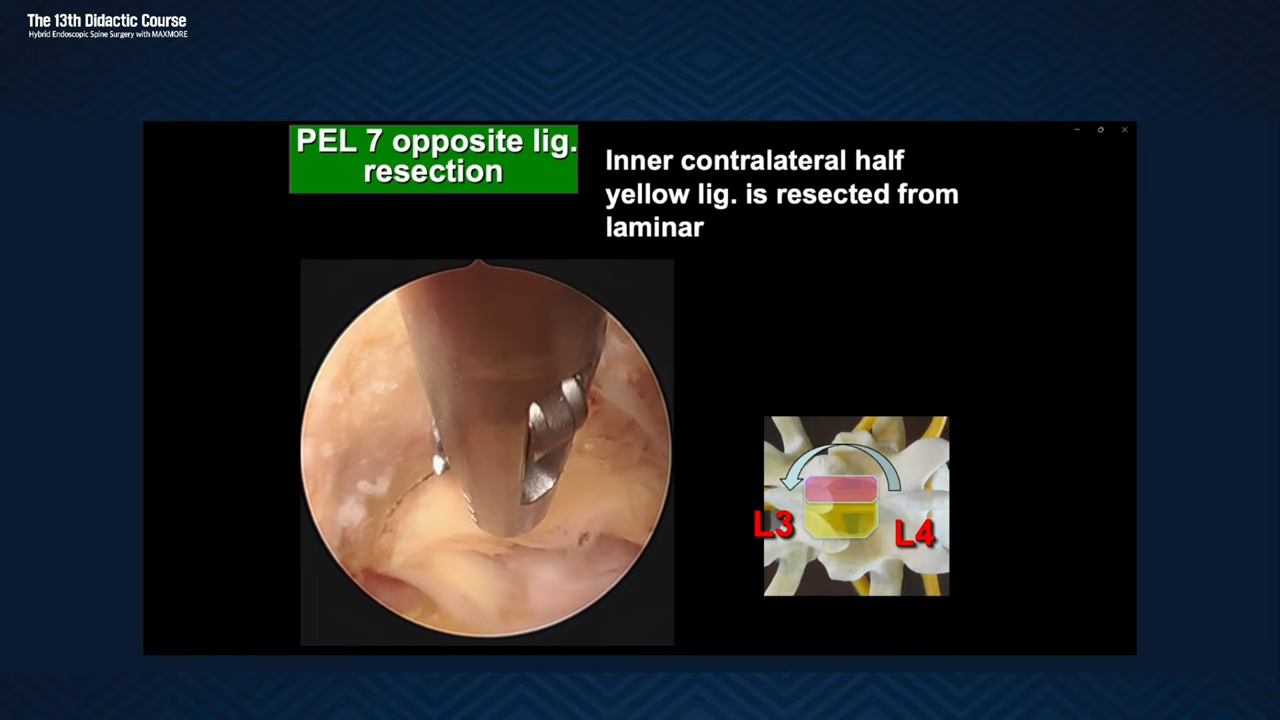 The 13th Didactic Course
Hybrid Endoscopic Spine Surgery with MAXMORE
PEL 7 opposite lig.
resection
Inner contralateral half
yellow lig. is resected from
laminar
L3
L4